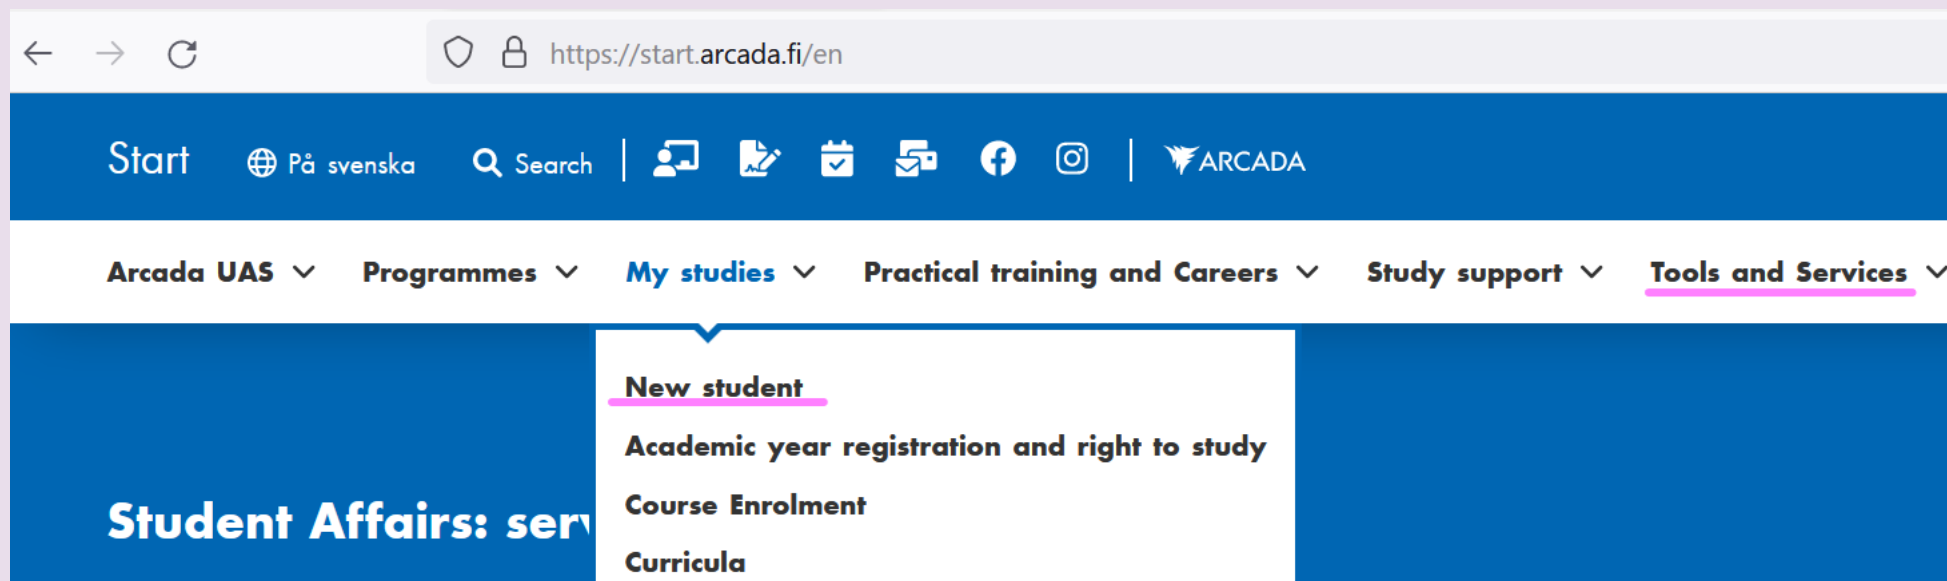 https://start.arcada.fi/en
Start På svenska Search ARCADA
Arcada UAS Programmes My studies Practical training and Careers Study support Tools and Services
New student
Academic year registration and right to study
Course Enrolment
Student Affairs:
Curricula